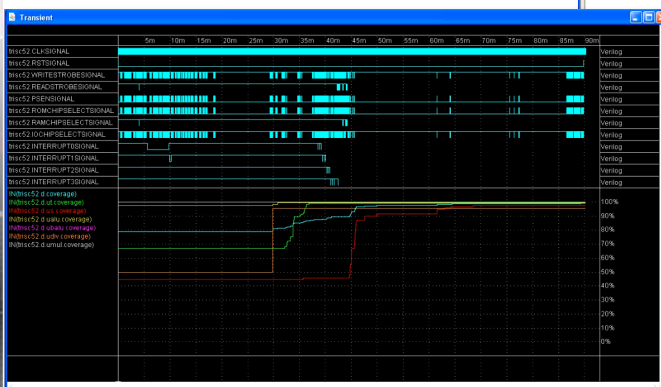 Transient
5m 10m 15m 20m 25m 30m 35m 40m 45m 50m 55m 60m 65m 70m 75m 80m 85m 90m
trisc52.CLKSIGNAL Verilog
trisc52.RSTSIGNAL Verilog
trisc52.WRITESTROBESIGNAL Verilog
trisc52.READSTROBESIGNAL Verilog
trisc52.PSENSIGNAL Verilog
trisc52.ROMCHIPSELECTSIGNAL Verilog
trisc52.RAMCHIPSELECTSIGNAL Verilog
trisc52.IOCHIPSELECTSIGNAL Verilog
trisc52.INTERRUPT0SIGNAL Verilog
trisc52.INTERRUPT1SIGNAL Verilog
trisc52.INTERRUPT2SIGNAL Verilog
trisc52.INTERRUPT3SIGNAL Verilog
IN(trisc52.d.coverage)
IN(trisc52.d.ut.coverage) 100%
IN(trisc52.d.us.coverage)
IN(trisc52.d.ualu.coverage) 90%
IN(trisc52.d.ubalu.coverage)
IN(trisc52.d.udiv.coverage) 80%
IN(trisc52.d.umul.coverage)
70%
60%
50%
40%
30%
20%
10%
0%